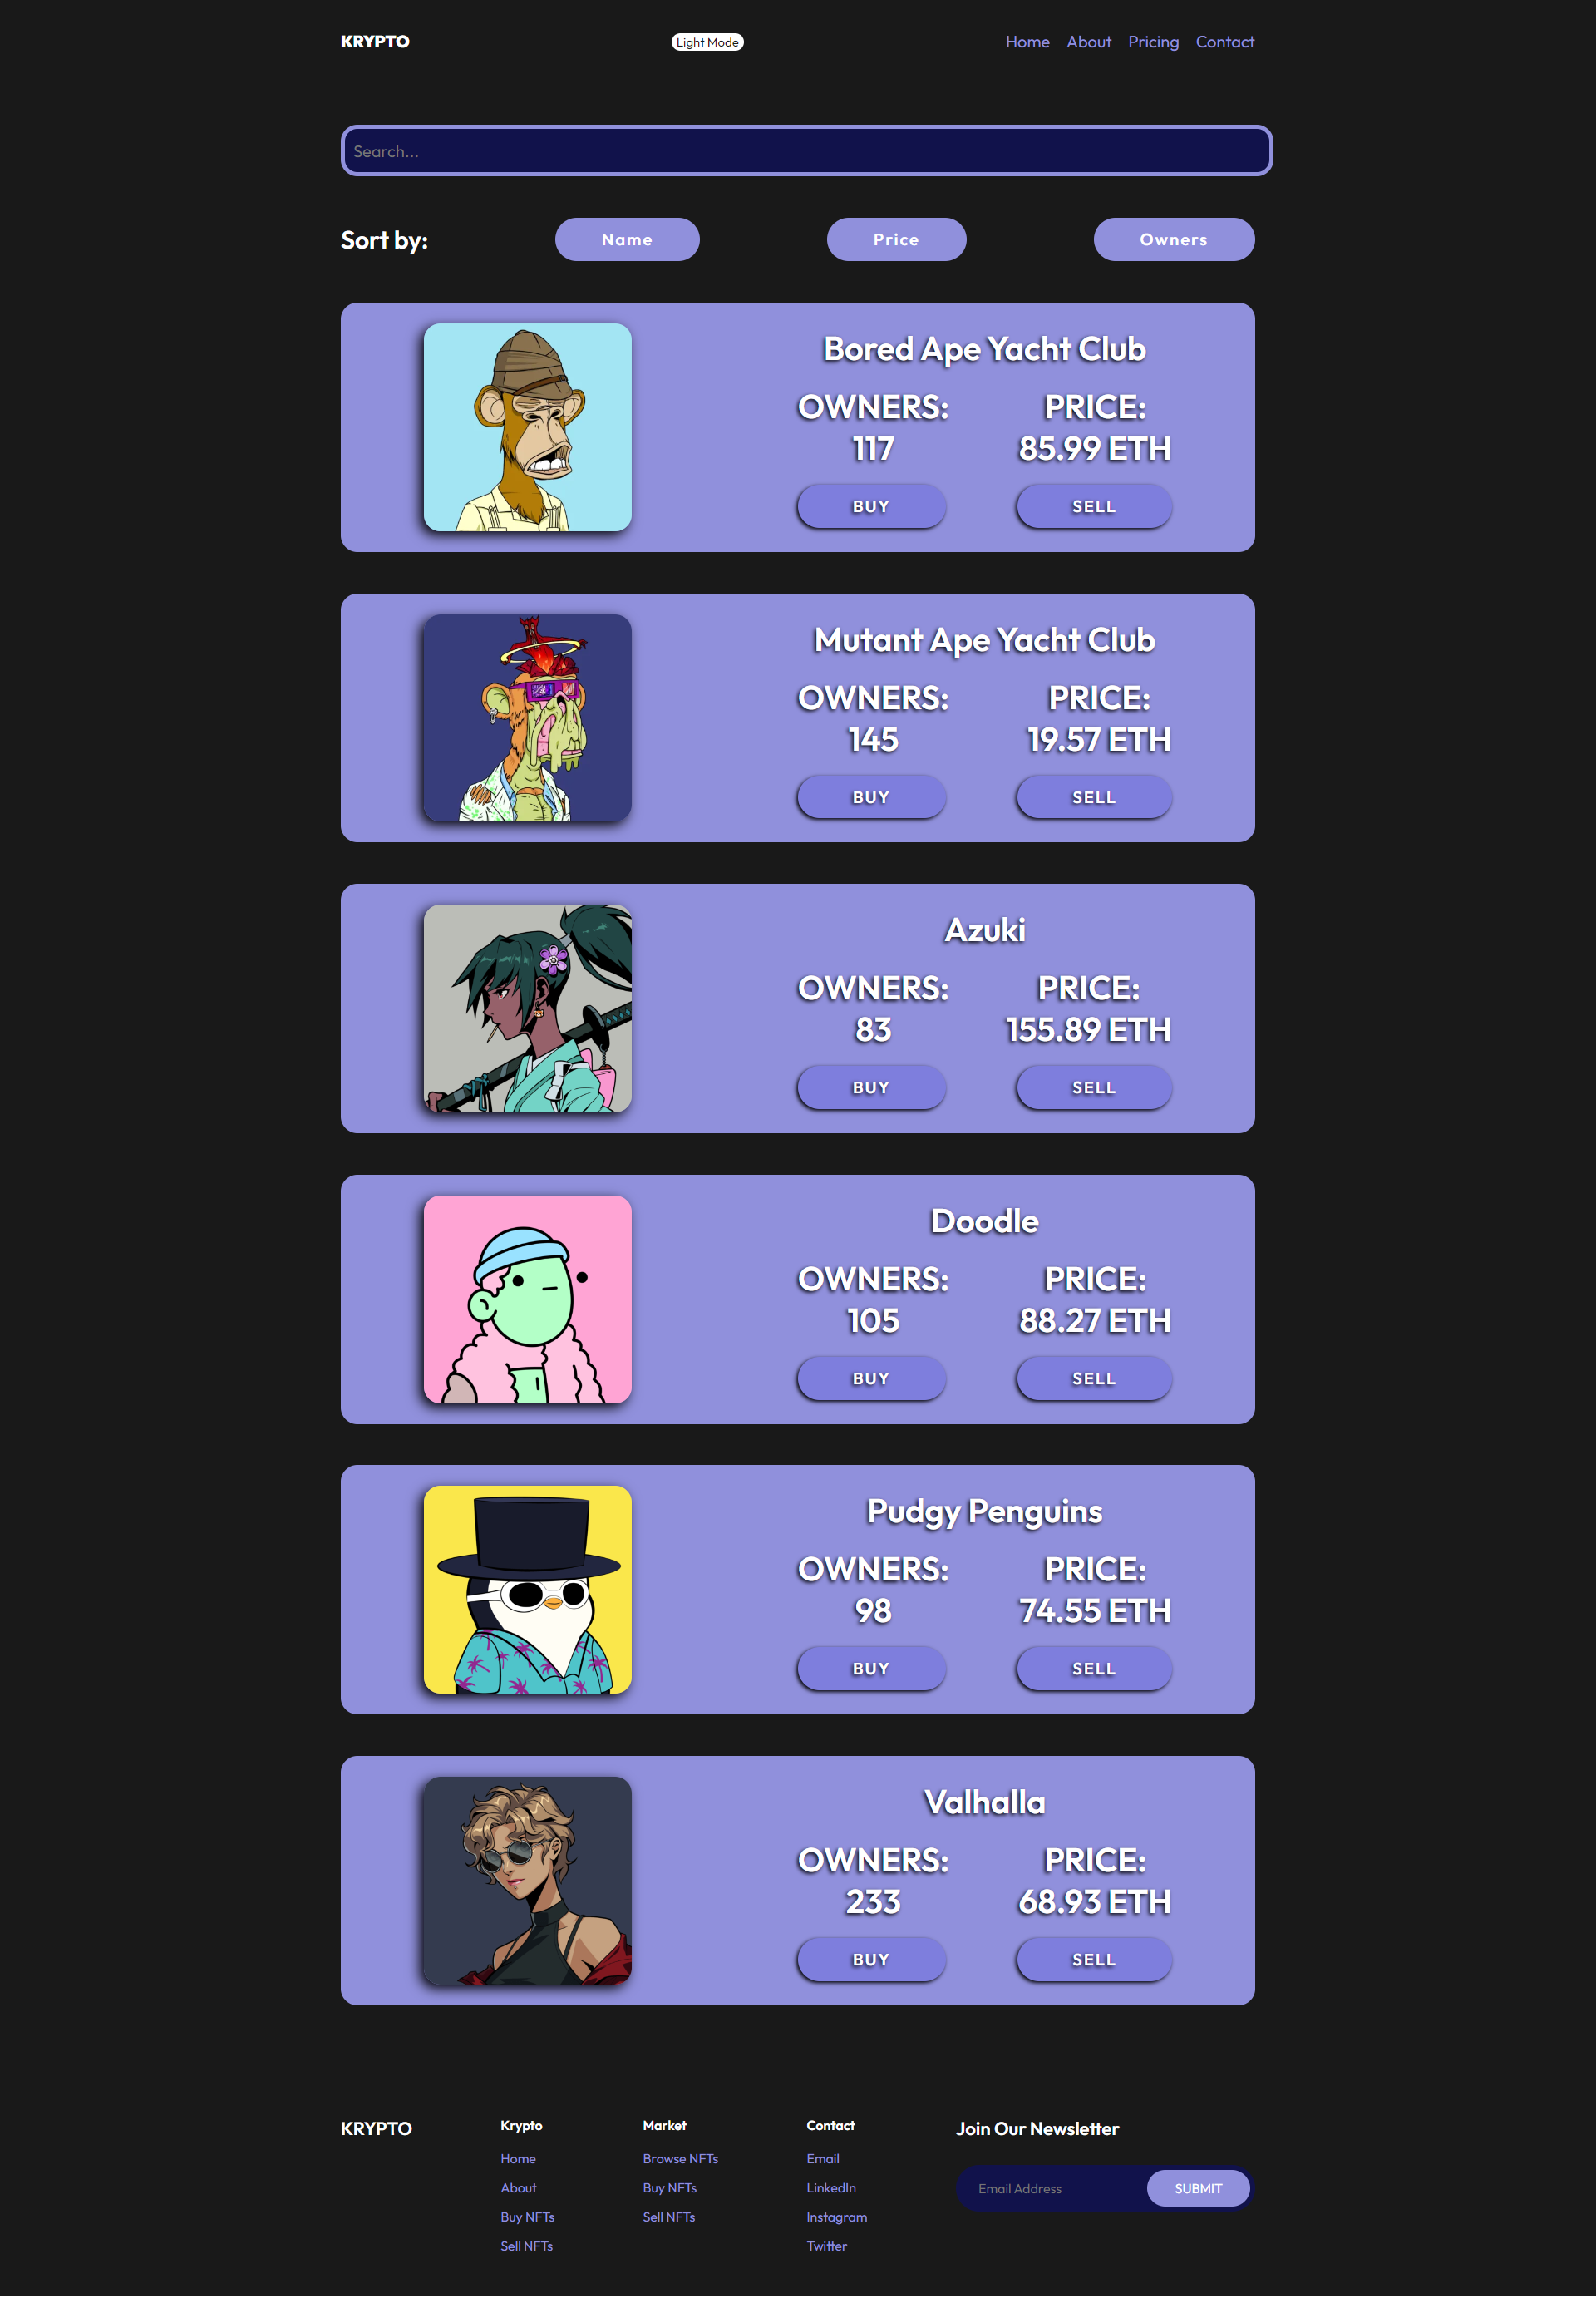 KRYPTO
Light Mode
Home About Pricing Contact
Search...
Sort by:
Name
Price
Owners
Bored Ape Yacht Club
OWNERS: PRICE:
117 85.99 ETH
BUY SELL
Mutant Ape Yacht Club
OWNERS: PRICE:
145 19.57 ETH
BUY SELL
Azuki
OWNERS: PRICE:
83 155.89 ETH
BUY SELL
Doodle
OWNERS: PRICE:
105 88.27 ETH
BUY SELL
Pudgy Penguins
OWNERS: PRICE:
98 74.55 ETH
BUY SELL
Valhalla
OWNERS: PRICE:
233 68.93 ETH
BUY SELL
KRYPTO
Krypto
Home
About
Buy NFTs
Sell NFTs
Market
Browse NFTs
Buy NFTs
Sell NFTs
Contact
Email
LinkedIn
Instagram
Twitter
Join Our Newsletter
Email Address
SUBMIT